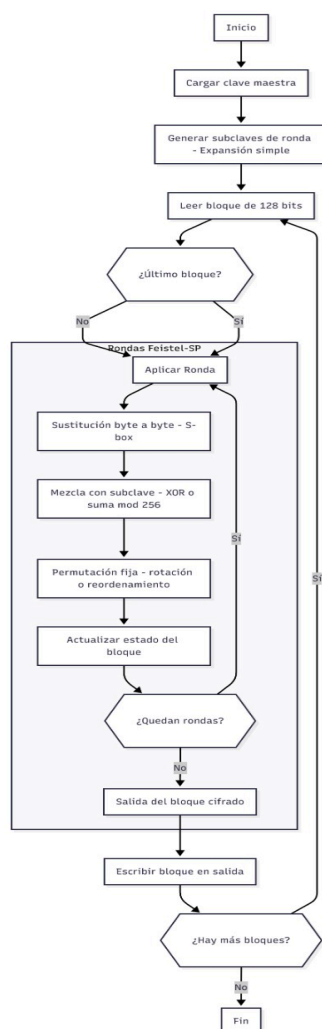 Inicio
Cargar clave maestra
Generar subclaves de ronda
- Expansión simple
Leer bloque de 128 bits
¿Último bloque?
No
Sí
Rondas Feistel-SP
Aplicar Ronda
Sustitución byte a byte - S-
box
Mezcla con subclave - XOR o
suma mod 256
Sí
Permutación fija - rotación
o reordenamiento
Sí
Actualizar estado del
bloque
¿Quedan rondas?
No
Salida del bloque cifrado
Escribir bloque en salida
¿Hay más bloques?
No
Fin